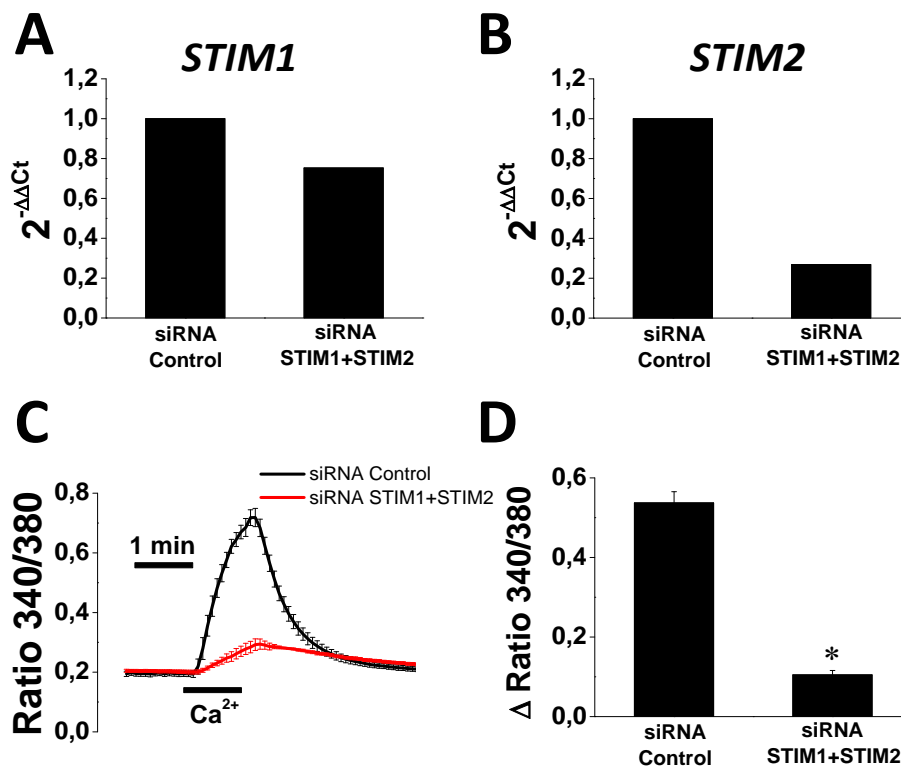 A
STIM1
1,2
1,0
0,8
0,6
0,4
0,2
0,0
2^-ΔΔCt
siRNA
Control
siRNA
STIM1+STIM2
B
STIM2
1,2
1,0
0,8
0,6
0,4
0,2
0,0
2^-ΔΔCt
siRNA
Control
siRNA
STIM1+STIM2
C
siRNA Control
siRNA STIM1+STIM2
0,8
0,6
0,4
0,2
0,0
Ratio 340/380
1 min
Ca²⁺
D
0,6
0,4
0,2
0,0
Δ Ratio 340/380
*
siRNA
Control
siRNA
STIM1+STIM2